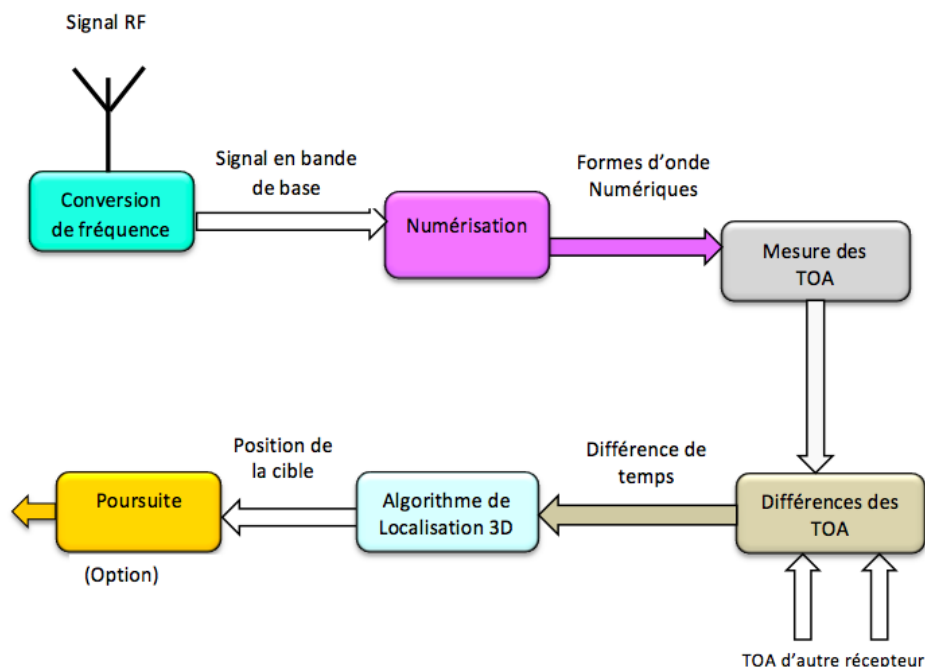 Signal RF
Signal en bande
de base
Formes d'onde
Numériques
Conversion
de fréquence
Numérisation
Mesure des
TOA
Position de
la cible
Différence de
temps
Poursuite
Algorithme de
Localisation 3D
Différences des
TOA
(Option)
TOA d'autre récepteur